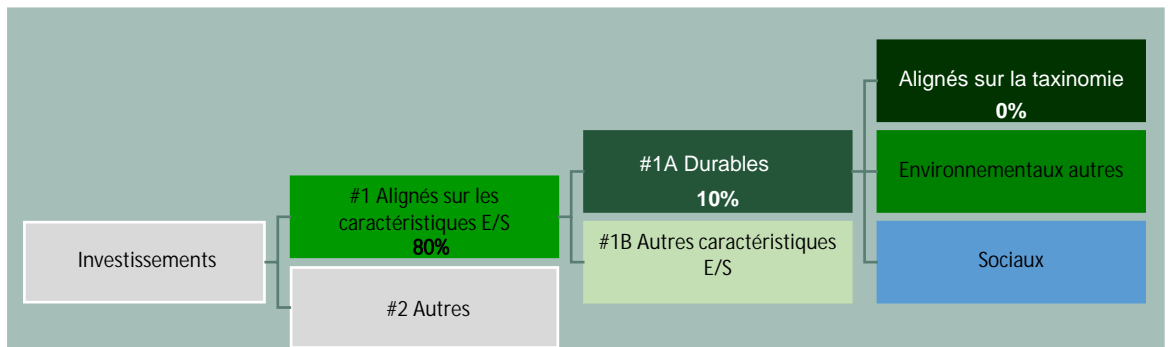 Investissements
#1 Alignés sur les
caractéristiques E/S
80%
#2 Autres
#1A Durables
10%
#1B Autres caractéristiques
E/S
Alignés sur la taxinomie
0%
Environnementaux autres
Sociaux